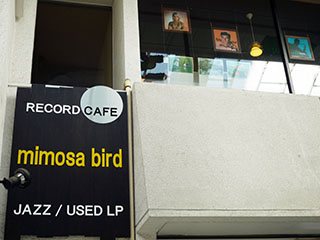 RECORD CAFE
mimosa bird
JAZZ / USED LP